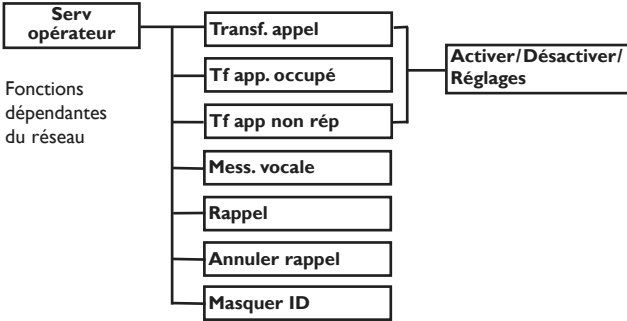 Serv
opérateur
Fonctions
dépendantes
du réseau
Transf. appel
Tf app. occupé
Tf app non rép
Mess. vocale
Rappel
Annuler rappel
Masquer ID
Activer/Désactiver/
Réglages